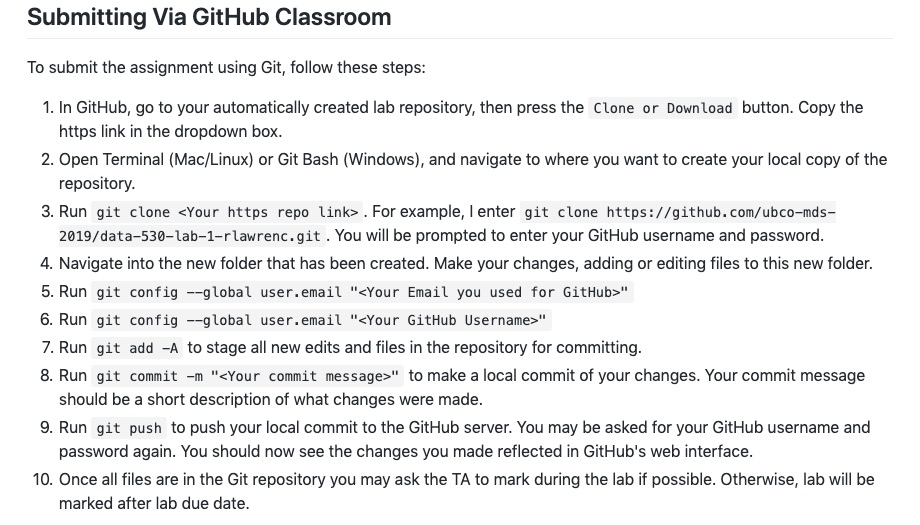 Submitting Via GitHub Classroom
To submit the assignment using Git, follow these steps:
1. In GitHub, go to your automatically created lab repository, then press the Clone or Download button. Copy the
https link in the dropdown box.
2. Open Terminal (Mac/Linux) or Git Bash (Windows), and navigate to where you want to create your local copy of the
repository.
3. Run git clone <Your https repo link> . For example, I enter git clone https://github.com/ubco-mds-
2019/data-530-lab-1-rlawrenc.git . You will be prompted to enter your GitHub username and password.
4. Navigate into the new folder that has been created. Make your changes, adding or editing files to this new folder.
5. Run git config --global user.email "<Your Email you used for GitHub>"
6. Run git config --global user.email "<Your GitHub Username>"
7. Run git add -A to stage all new edits and files in the repository for committing.
8. Run git commit -m "<Your commit message>" to make a local commit of your changes. Your commit message
should be a short description of what changes were made.
9. Run git push to push your local commit to the GitHub server. You may be asked for your GitHub username and
password again. You should now see the changes you made reflected in GitHub's web interface.
10. Once all files are in the Git repository you may ask the TA to mark during the lab if possible. Otherwise, lab will be
marked after lab due date.